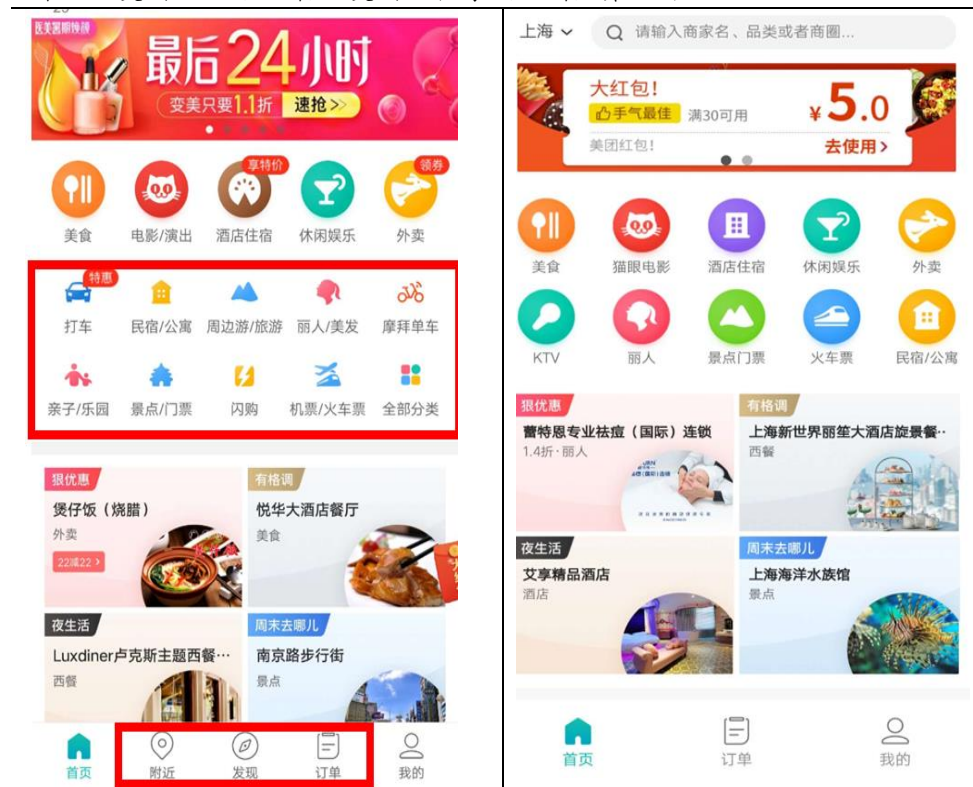 医美暑期焕颜
最后24小时
变美只要1.1折 速抢>>
享特价
领券
美食 电影/演出 酒店住宿 休闲娱乐 外卖
特惠
打车 民宿/公寓 周边游/旅游 丽人/美发 摩拜单车
亲子/乐园 景点/门票 闪购 机票/火车票 全部分类
狠优惠 有格调
煲仔饭（烧腊） 悦华大酒店餐厅
外卖 美食
22减22 >
夜生活 周末去哪儿
Luxdiner卢克斯主题西餐… 南京路步行街
西餐 景点
首页 附近 发现 订单 我的
上海 请输入商家名、品类或者商圈...
大红包！
手气最佳 满30可用 ¥5.0
美团红包！ 去使用>
美食 猫眼电影 酒店住宿 休闲娱乐 外卖
KTV 丽人 景点门票 火车票 民宿/公寓
狠优惠 有格调
蕾特恩专业祛痘（国际）连锁 上海新世界丽笙大酒店旋景餐…
1.4折·丽人 西餐
夜生活 周末去哪儿
艾享精品酒店 上海海洋水族馆
酒店 景点
首页 订单 我的